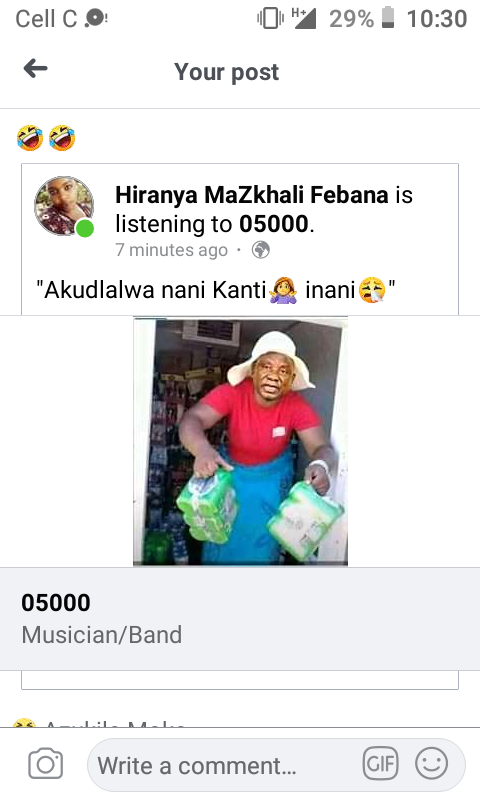 Cell C
H+
29%
10:30
Your post
🤣🤣
Hiranya MaZkhali Febana is
listening to 05000.
7 minutes ago ·
"Akudlalwa nani Kanti🤷‍♀️ inani😪"
05000
Musician/Band
Write a comment...
GIF